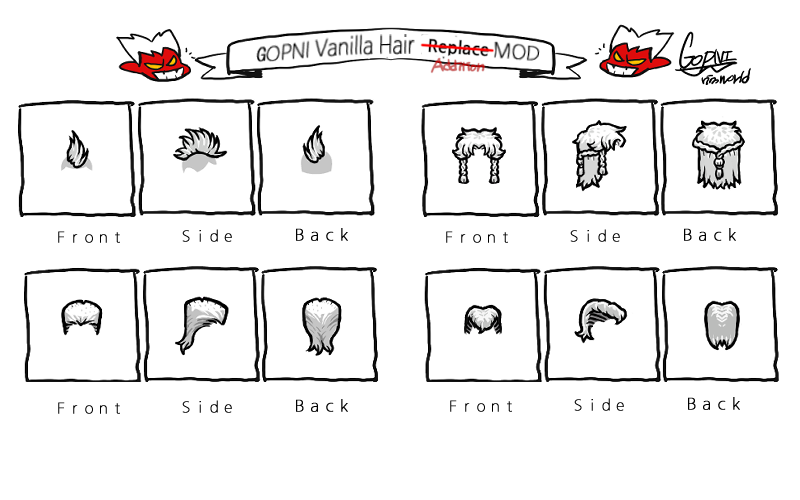 GOPNI Vanilla Hair Replace MOD
Addition
GOPNI
rimworld
Front Side Back
Front Side Back
Front Side Back
Front Side Back